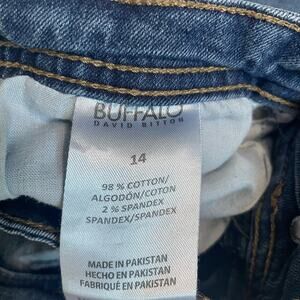 BUFFALO
DAVID BITTON
14
98 % COTTON/
ALGODÓN/COTON
2 % SPANDEX
SPANDEX/SPANDEX
MADE IN PAKISTAN
HECHO EN PAKISTAN
FABRIQUÉ EN PAKISTAN